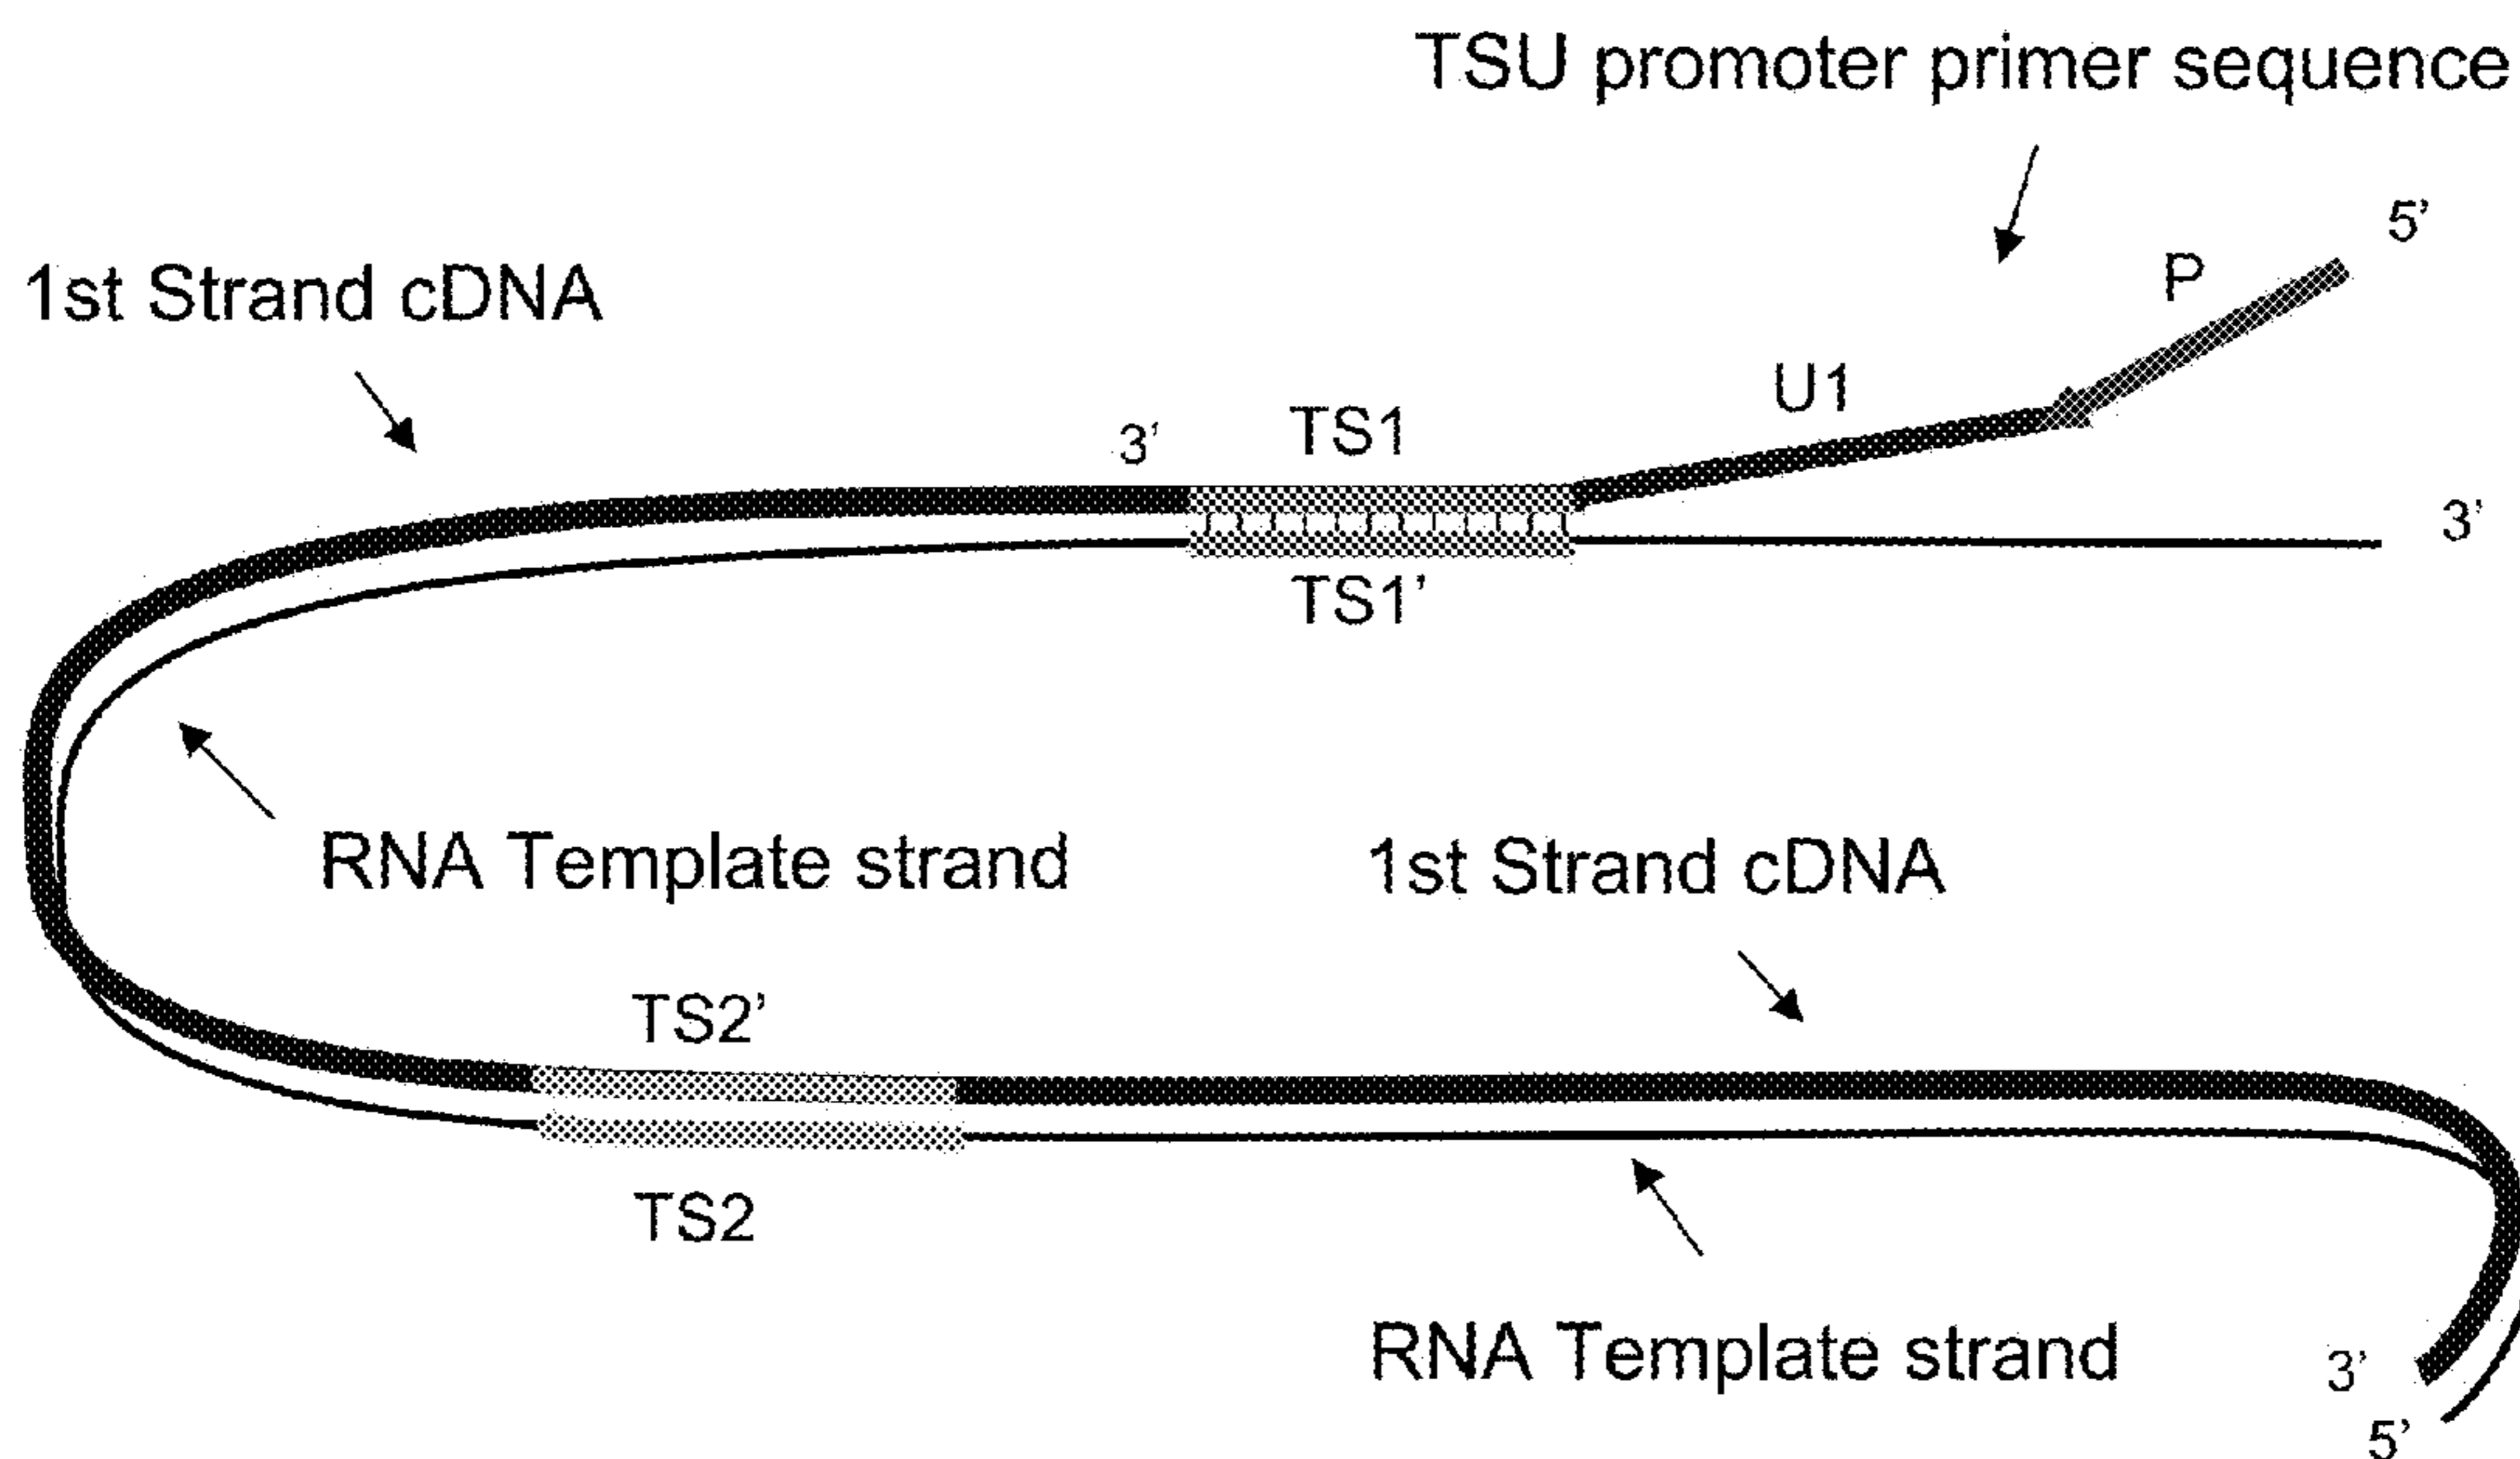 TSU promoter primer sequence
5’
P
1st Strand cDNA
U1
3’
TS1
3’
TS1’
RNA Template strand
1st Strand cDNA
TS2’
TS2
RNA Template strand
3’
5’